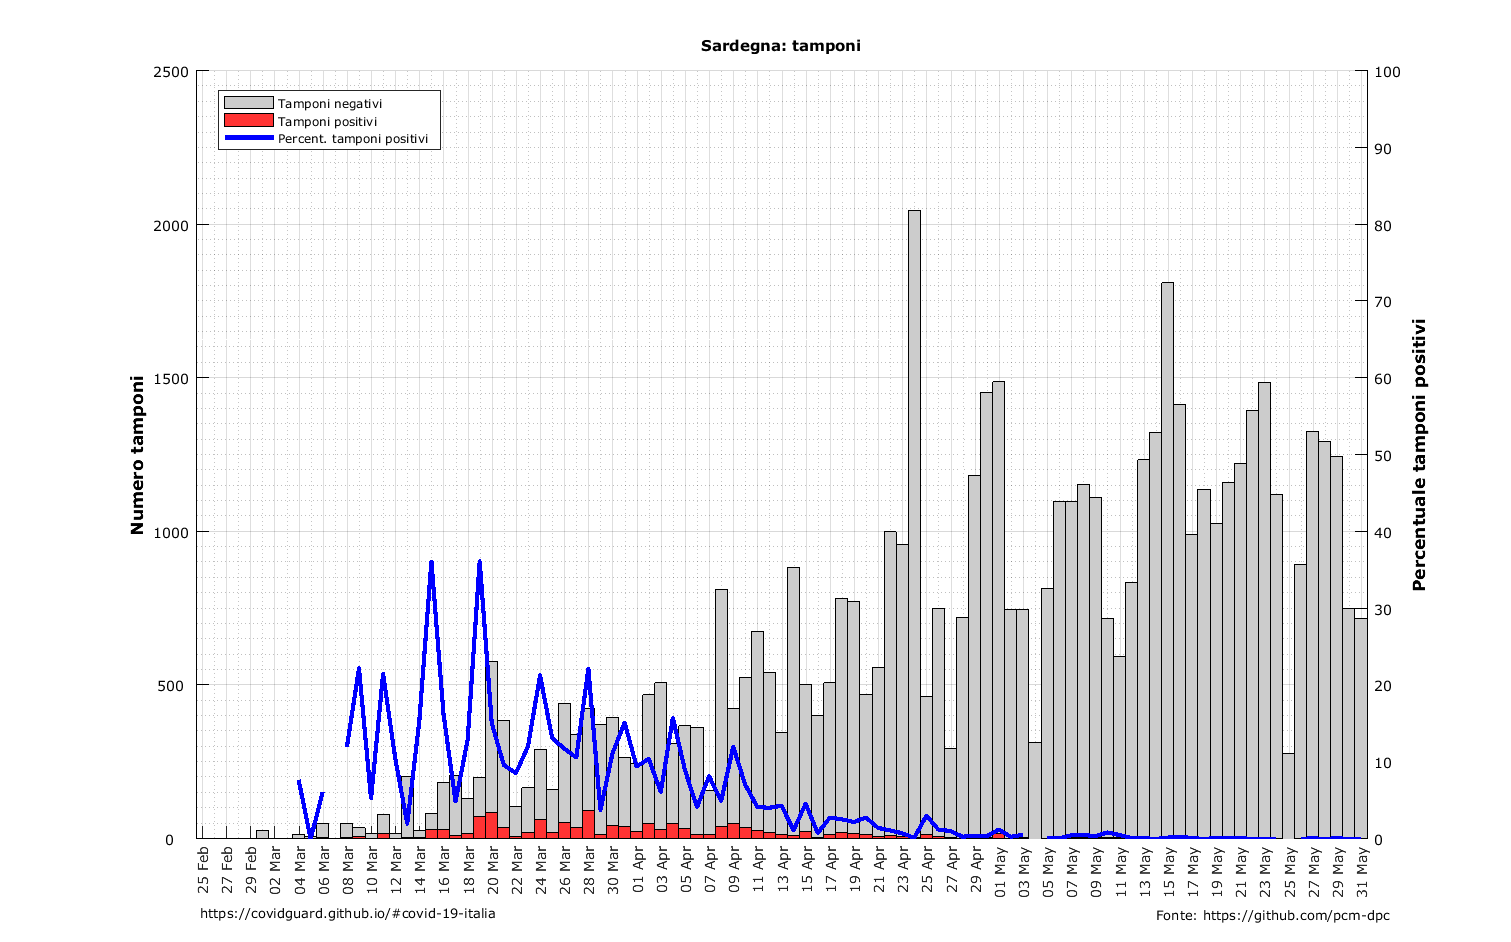 Sardegna: tamponi
2500
2000
1500
1000
500
0
Numero tamponi
Tamponi negativi
Tamponi positivi
Percent. tamponi positivi
100
90
80
70
60
50
40
30
20
10
0
Percentuale tamponi positivi
25 Feb
27 Feb
29 Feb
02 Mar
04 Mar
06 Mar
08 Mar
10 Mar
12 Mar
14 Mar
16 Mar
18 Mar
20 Mar
22 Mar
24 Mar
26 Mar
28 Mar
30 Mar
01 Apr
03 Apr
05 Apr
07 Apr
09 Apr
11 Apr
13 Apr
15 Apr
17 Apr
19 Apr
21 Apr
23 Apr
25 Apr
27 Apr
29 Apr
01 May
03 May
05 May
07 May
09 May
11 May
13 May
15 May
17 May
19 May
21 May
23 May
25 May
27 May
29 May
31 May
https://covidguard.github.io/#covid-19-italia
Fonte: https://github.com/pcm-dpc